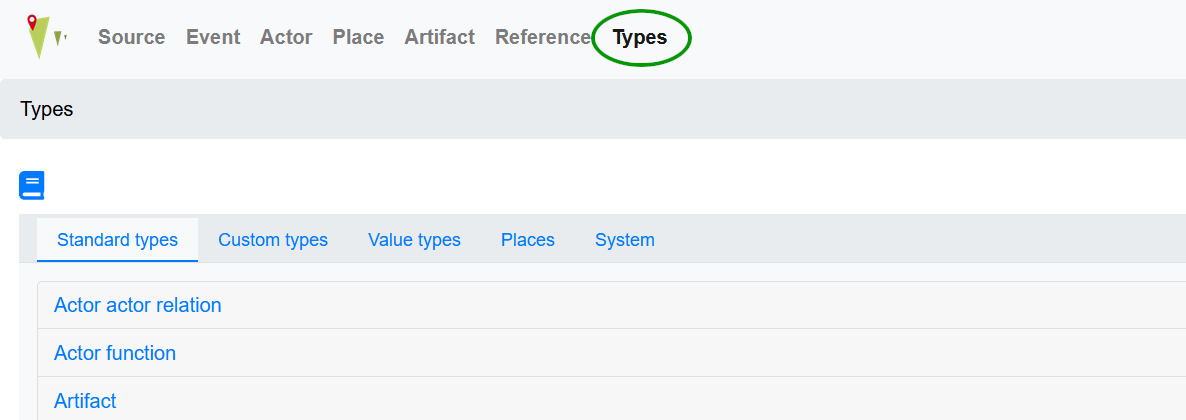 Source Event Actor Place Artifact Reference Types
Types
Standard types Custom types Value types Places System
Actor actor relation
Actor function
Artifact